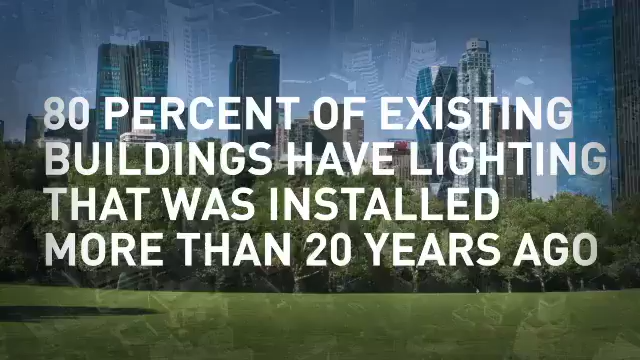 80 PERCENT OF EXISTING
BUILDINGS HAVE LIGHTING
THAT WAS INSTALLED
MORE THAN 20 YEARS AGO